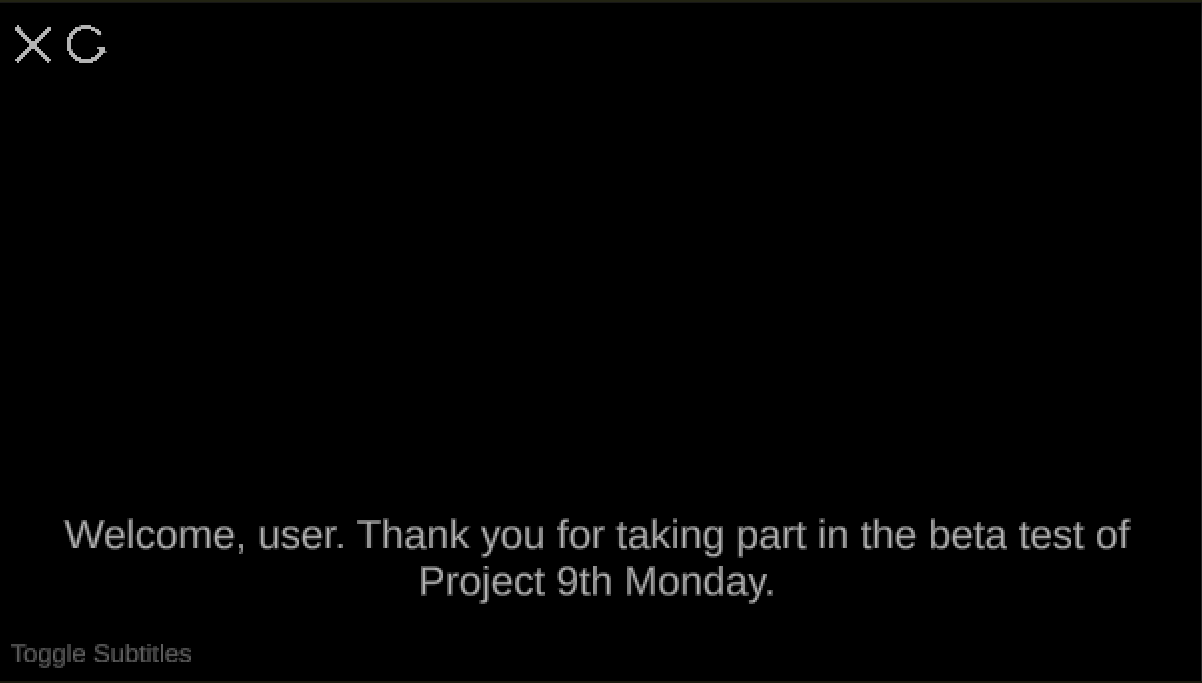 Welcome, user. Thank you for taking part in the beta test of
Project 9th Monday.
Toggle Subtitles